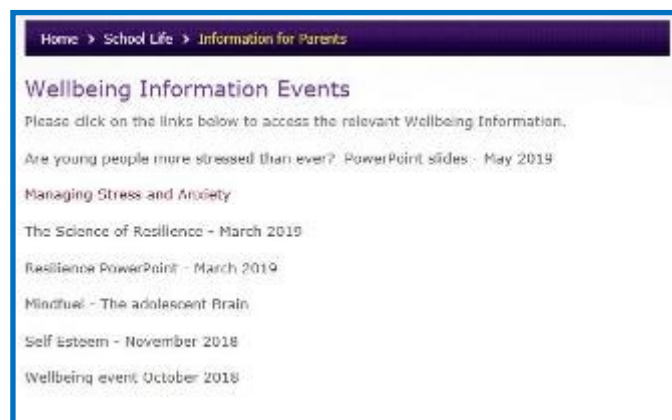 Home > School Life > Information for Parents
Wellbeing Information Events
Please click on the links below to access the relevant Wellbeing Information.
Are young people more stressed than ever? PowerPoint slides - May 2019
Managing Stress and Anxiety
The Science of Resilience - March 2019
Resilience PowerPoint - March 2019
Mindfuel - The adolescent Brain
Self Esteem - November 2018
Wellbeing event October 2018